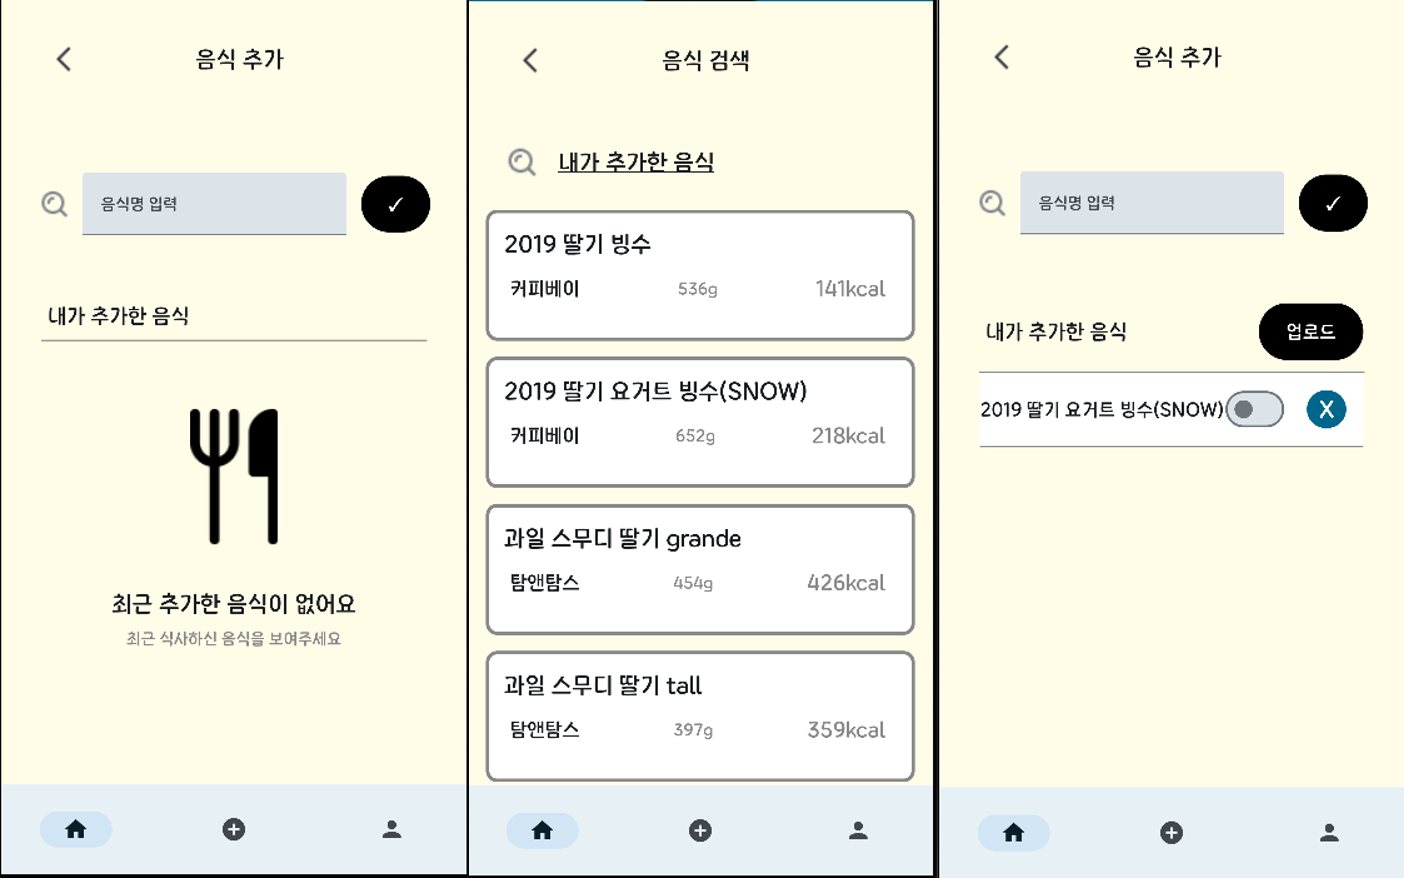 음식 추가
음식명 입력
✓
내가 추가한 음식
최근 추가한 음식이 없어요
최근 식사하신 음식을 보여주세요
음식 검색
내가 추가한 음식
2019 딸기 빙수
커피베이 536g 141kcal
2019 딸기 요거트 빙수(SNOW)
커피베이 652g 218kcal
과일 스무디 딸기 grande
탐앤탐스 454g 426kcal
과일 스무디 딸기 tall
탐앤탐스 397g 359kcal
음식 추가
음식명 입력
✓
내가 추가한 음식 업로드
2019 딸기 요거트 빙수(SNOW) X